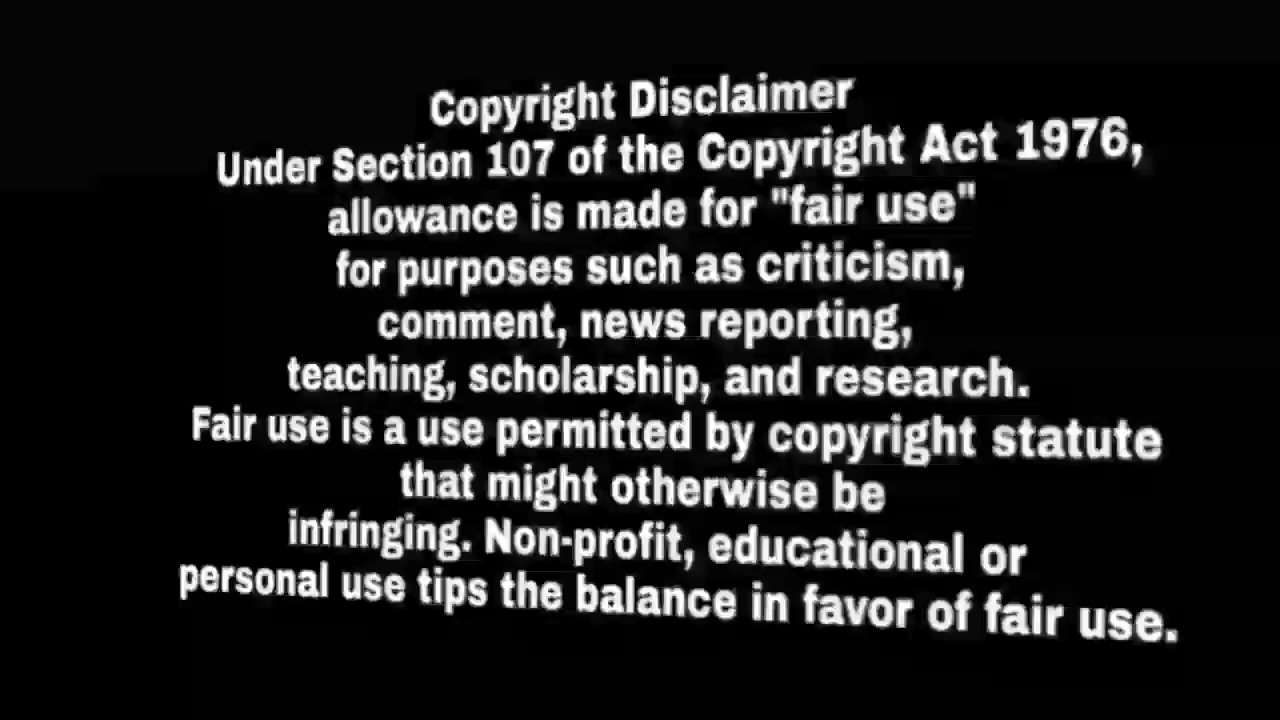 Copyright Disclaimer
Under Section 107 of the Copyright Act 1976,
allowance is made for "fair use"
for purposes such as criticism,
comment, news reporting,
teaching, scholarship, and research.
Fair use is a use permitted by copyright statute
that might otherwise be
infringing. Non-profit, educational or
personal use tips the balance in favor of fair use.